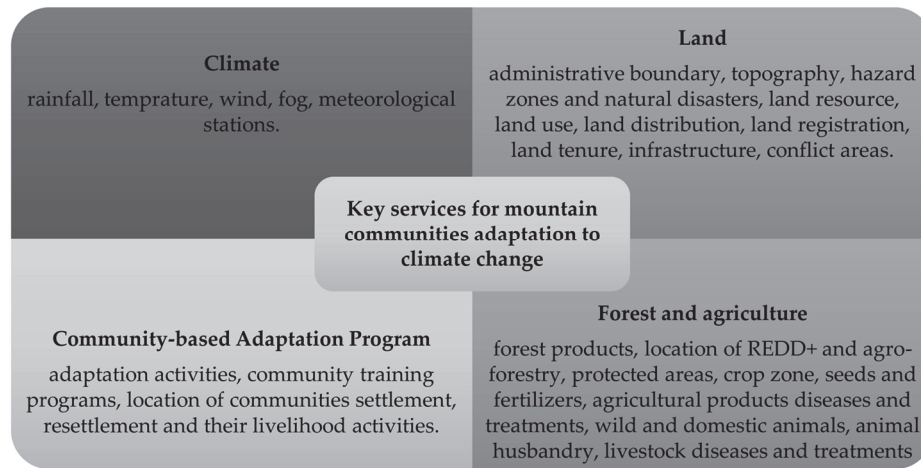 Climate
rainfall, temprature, wind, fog, meteorological
stations.
Land
administrative boundary, topography, hazard
zones and natural disasters, land resource,
land use, land distribution, land registration,
land tenure, infrastructure, conflict areas.
Key services for mountain
communities adaptation to
climate change
Community-based Adaptation Program
adaptation activities, community training
programs, location of communities settlement,
resettlement and their livelihood activities.
Forest and agriculture
forest products, location of REDD+ and agro-
forestry, protected areas, crop zone, seeds and
fertilizers, agricultural products diseases and
treatments, wild and domestic animals, animal
husbandry, livestock diseases and treatments